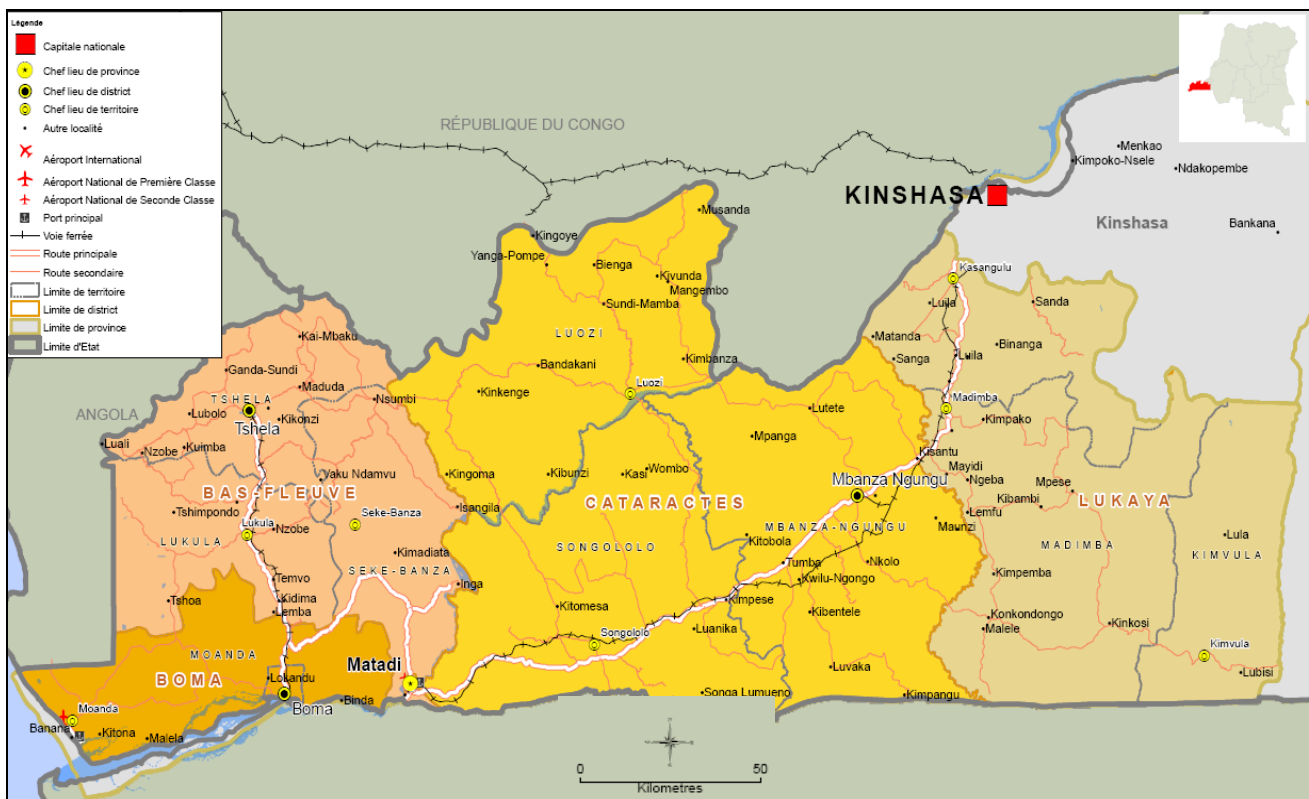 Légende
Capitale nationale
Chef lieu de province
Chef lieu de district
Chef lieu de territoire
Autre localité
Aéroport International
Aéroport National de Première Classe
Aéroport National de Seconde Classe
Port principal
Voie ferrée
Route principale
Route secondaire
Limite de territoire
Limite de district
Limite de province
Limite d'Etat
RÉPUBLIQUE DU CONGO
ANGOLA
KINSHASA
Kinshasa
Menkao
Kimpoko-Nsele
Ndakopembe
Bankana
Musanda
Kingoye
Yanga-Pompe
Bienga
Kivunda
Mangembo
Sundi-Mamba
LUOZI
Bandakani
Kimbanza
Kinkenge
Luozi
Kingoma
Kibunzi
Kasi
Wombo
Isangila
CATARACTES
SONGOLOLO
Kitomesa
Songololo
Luanika
Kimpese
Songa Lumueno
Kasangulu
Luila
Sanda
Matanda
Sanga
Luila
Binanga
Lutete
Mpanga
Madimba
Kimpako
Kisantu
Mayidi
Ngeba
Mpese
Kibambi
LUKAYA
Mbanza Ngungu
MBANZA-NGUNGU
Maunzi
Lemfu
Kitobola
Tumba
Nkolo
Kwilu-Ngongo
Kibentele
Luvaka
Kimpangu
MADIMBA
KIMVULA
Lula
Kimpemba
Konkondongo
Malele
Kinkosi
Kimvula
Lubisi
Kai-Mbaku
Ganda-Sundi
Maduda
Nsumbi
TSHELA
Lubolo
Kikonzi
Tshela
Luali
Nzobe
Kuimba
Vaku Ndamvu
BAS-FLEUVE
Tshimpondo
Seke-Banza
Lukula
Nzobe
LUKULA
Kimadiata
SEKE-BANZA
Inga
Temvo
Tshoa
Kidima
Lemba
MOANDA
Matadi
BOMA
Lokandu
Boma
Binda
Moanda
Banana
Kitona
Malela
0
50
Kilometres